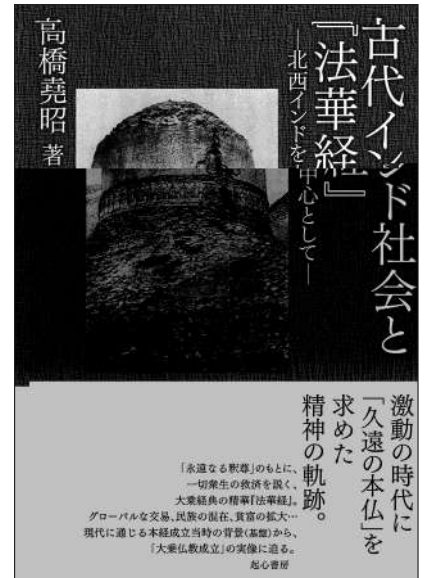 古代インド社会と
『法華経』
―北西インドを中心として―
高橋堯昭 著
激動の時代に
「久遠の本仏」を
求めた
精神の軌跡。
「永遠なる釈尊」のもとに、
一切衆生の救済を説く、
大乗経典の精華『法華経』。
グローバルな交易、民族の混在、貧富の拡大…
現代に通じる本経成立当時の背景(基盤)から、
「大乗仏教成立」の実像に迫る。
起心書房